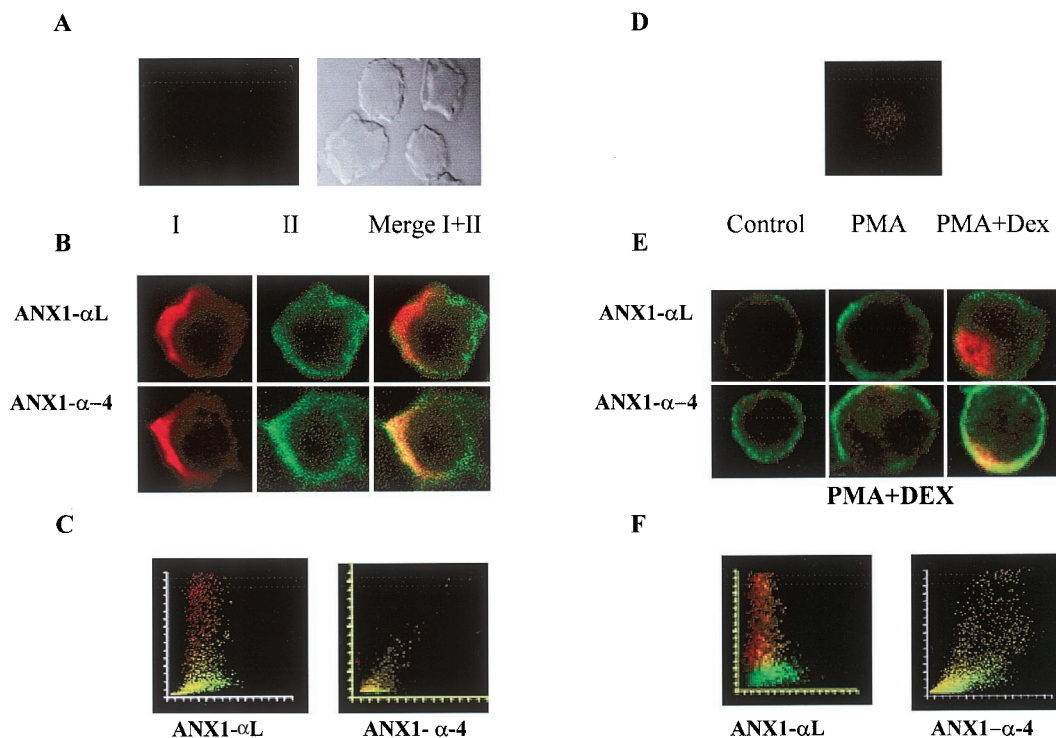 A
D
I II Merge I+II
Control PMA PMA+Dex
B
E
ANX1-αL
ANX1-α-4
ANX1-αL
ANX1-α-4
PMA+DEX
C
F
ANX1-αL ANX1- α-4
ANX1-αL ANX1-α-4